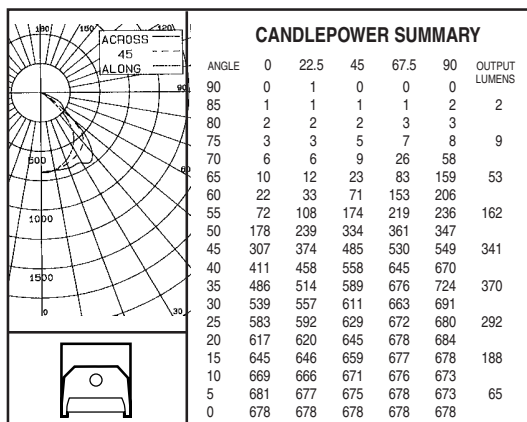 180
150
120
ACROSS
45
ALONG
90
60
500
1000
1500
0
30
CANDLEPOWER SUMMARY
ANGLE 0 22.5 45 67.5 90 OUTPUT LUMENS
90 0 1 0 0 0
85 1 1 1 1 2 2
80 2 2 2 3 3
75 3 3 5 7 8 9
70 6 6 9 26 58
65 10 12 23 83 159 53
60 22 33 71 153 206
55 72 108 174 219 236 162
50 178 239 334 361 347
45 307 374 485 530 549 341
40 411 458 558 645 670
35 486 514 589 676 724 370
30 539 557 611 663 691
25 583 592 629 672 680 292
20 617 620 645 678 684
15 645 646 659 677 678 188
10 669 666 671 676 673
5 681 677 675 678 673 65
0 678 678 678 678 678